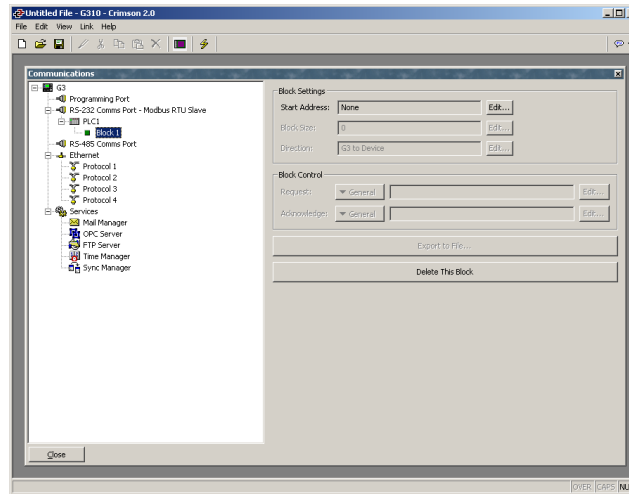 Untitled File - G310 - Crimson 2.0
File Edit View Link Help
Communications
G3
Programming Port
RS-232 Comms Port - Modbus RTU Slave
PLC1
Block 1
RS-485 Comms Port
Ethernet
Protocol 1
Protocol 2
Protocol 3
Protocol 4
Services
Mail Manager
OPC Server
FTP Server
Time Manager
Sync Manager
Block Settings
Start Address: None Edit...
Block Size: 0 Edit...
Direction: G3 to Device Edit...
Block Control
Request: General Edit...
Acknowledge: General Edit...
Export to File...
Delete This Block
Close
OVER CAPS NU